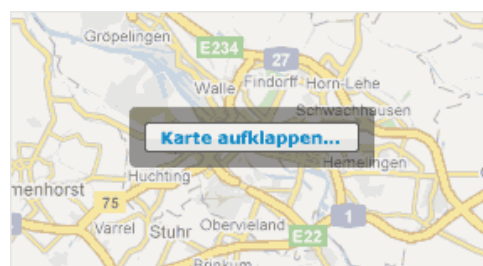 Gröpelingen
E234
27
Walle
Findorff
Horn-Lehe
Schwachhausen
Karte aufklappen...
Hemelingen
Huchting
menhorst
75
1
Varrel
Stuhr
Obervieland
E22
Brinkum